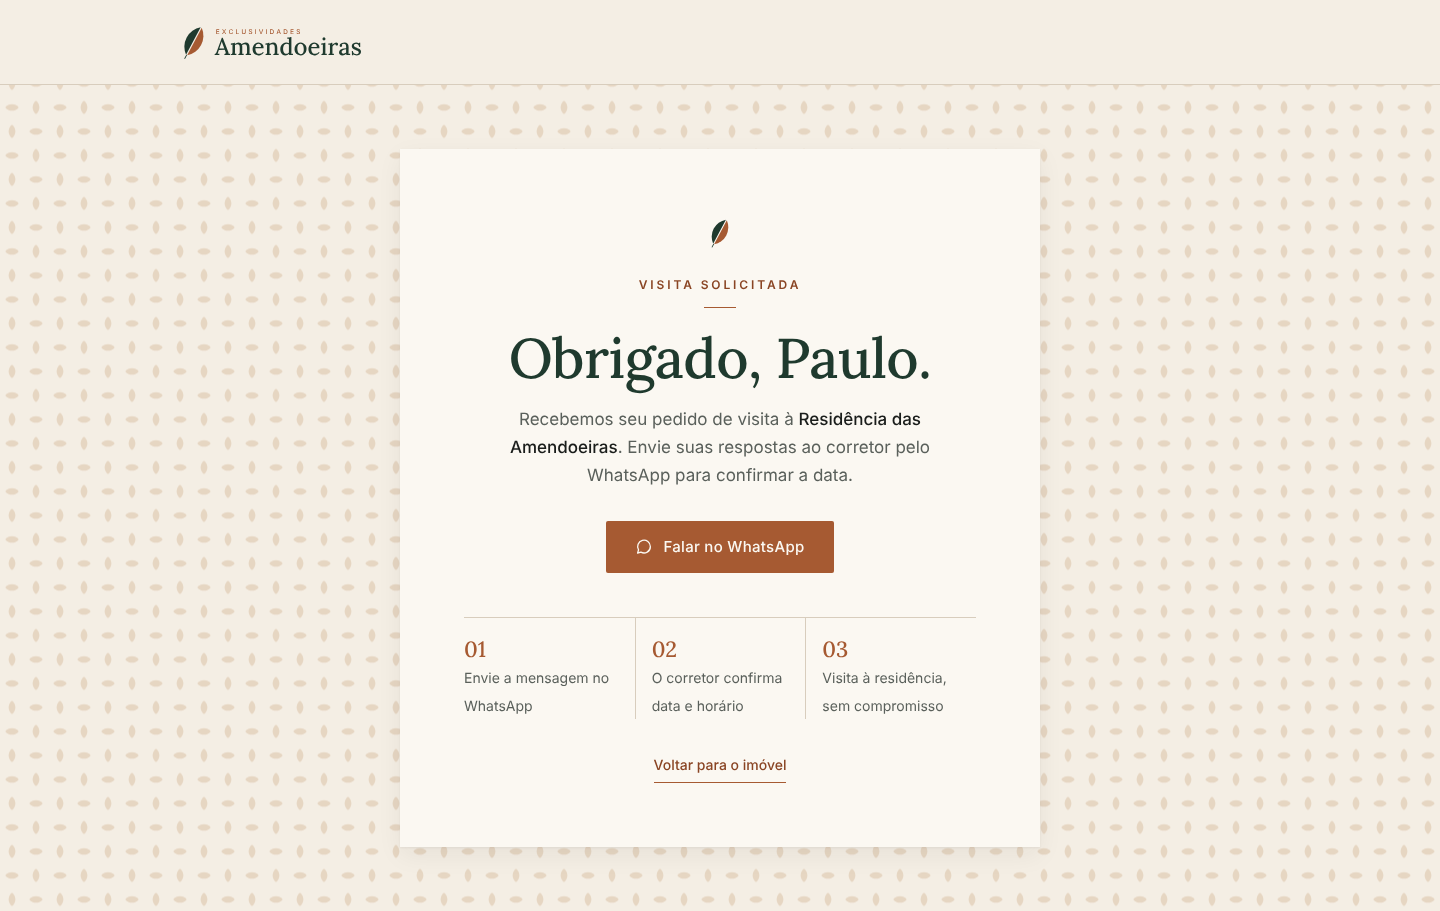 EXCLUSIVIDADES
Amendoeiras
VISITA SOLICITADA
Obrigado, Paulo.
Recebemos seu pedido de visita à Residência das
Amendoeiras. Envie suas respostas ao corretor pelo
WhatsApp para confirmar a data.
Falar no WhatsApp
01
Envie a mensagem no
WhatsApp
02
O corretor confirma
data e horário
03
Visita à residência,
sem compromisso
Voltar para o imóvel